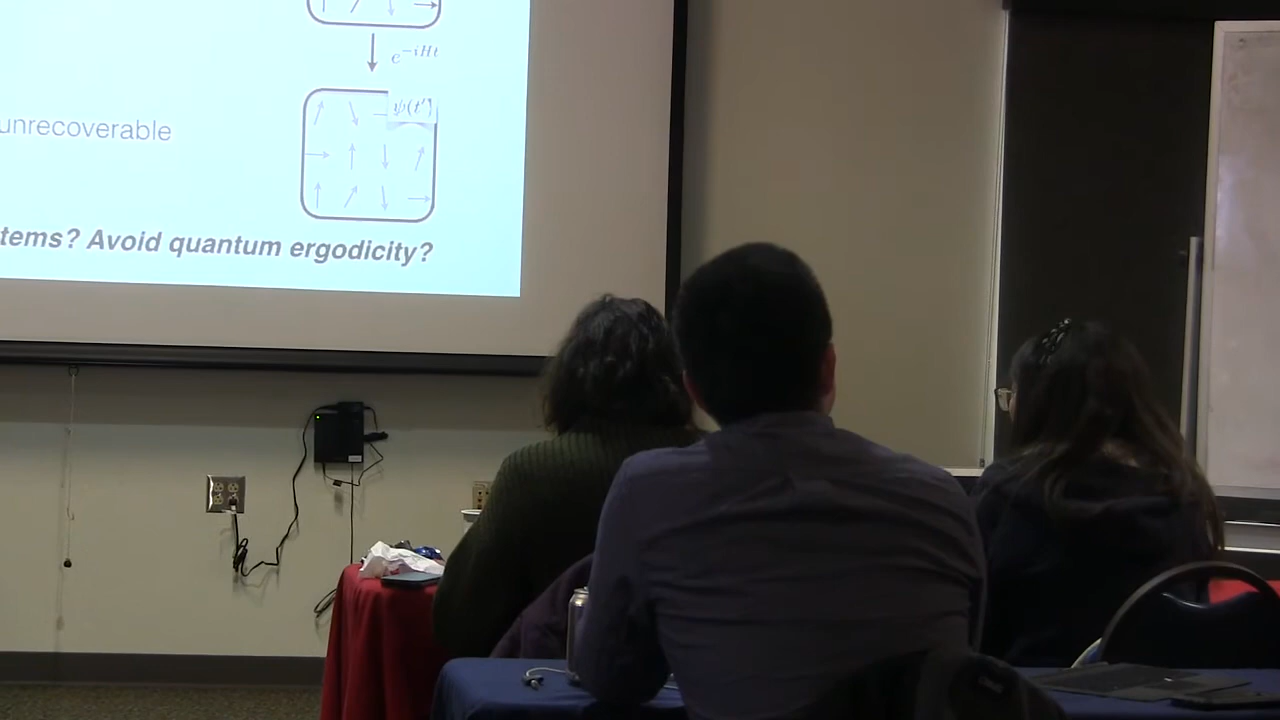 e^{-iHt}
ψ(t')
unrecoverable
tems? Avoid quantum ergodicity?